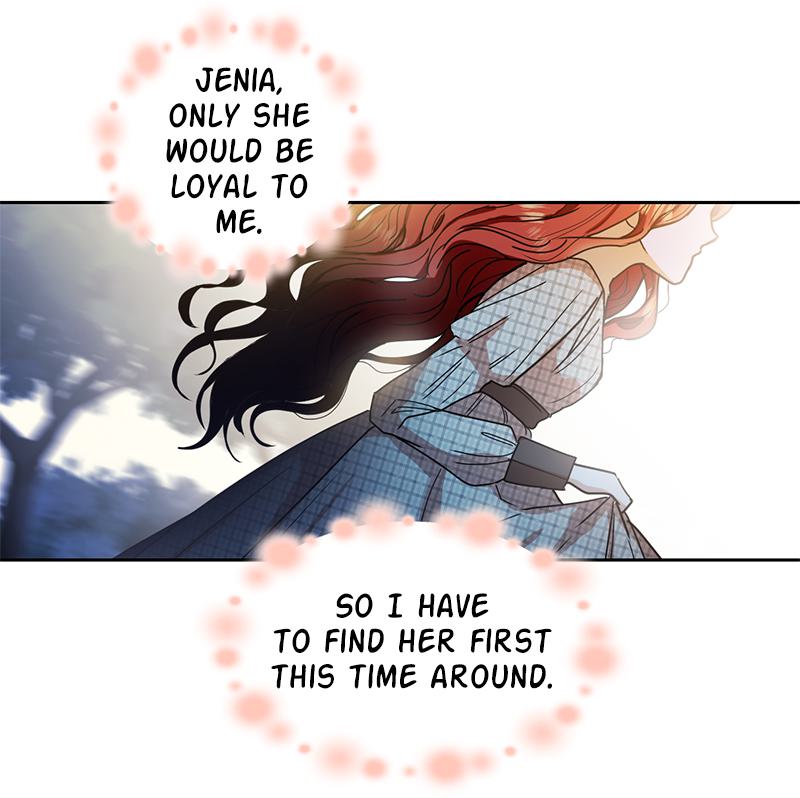 JENIA,
ONLY SHE
WOULD BE
LOYAL TO
ME.
SO I HAVE
TO FIND HER FIRST
THIS TIME AROUND.